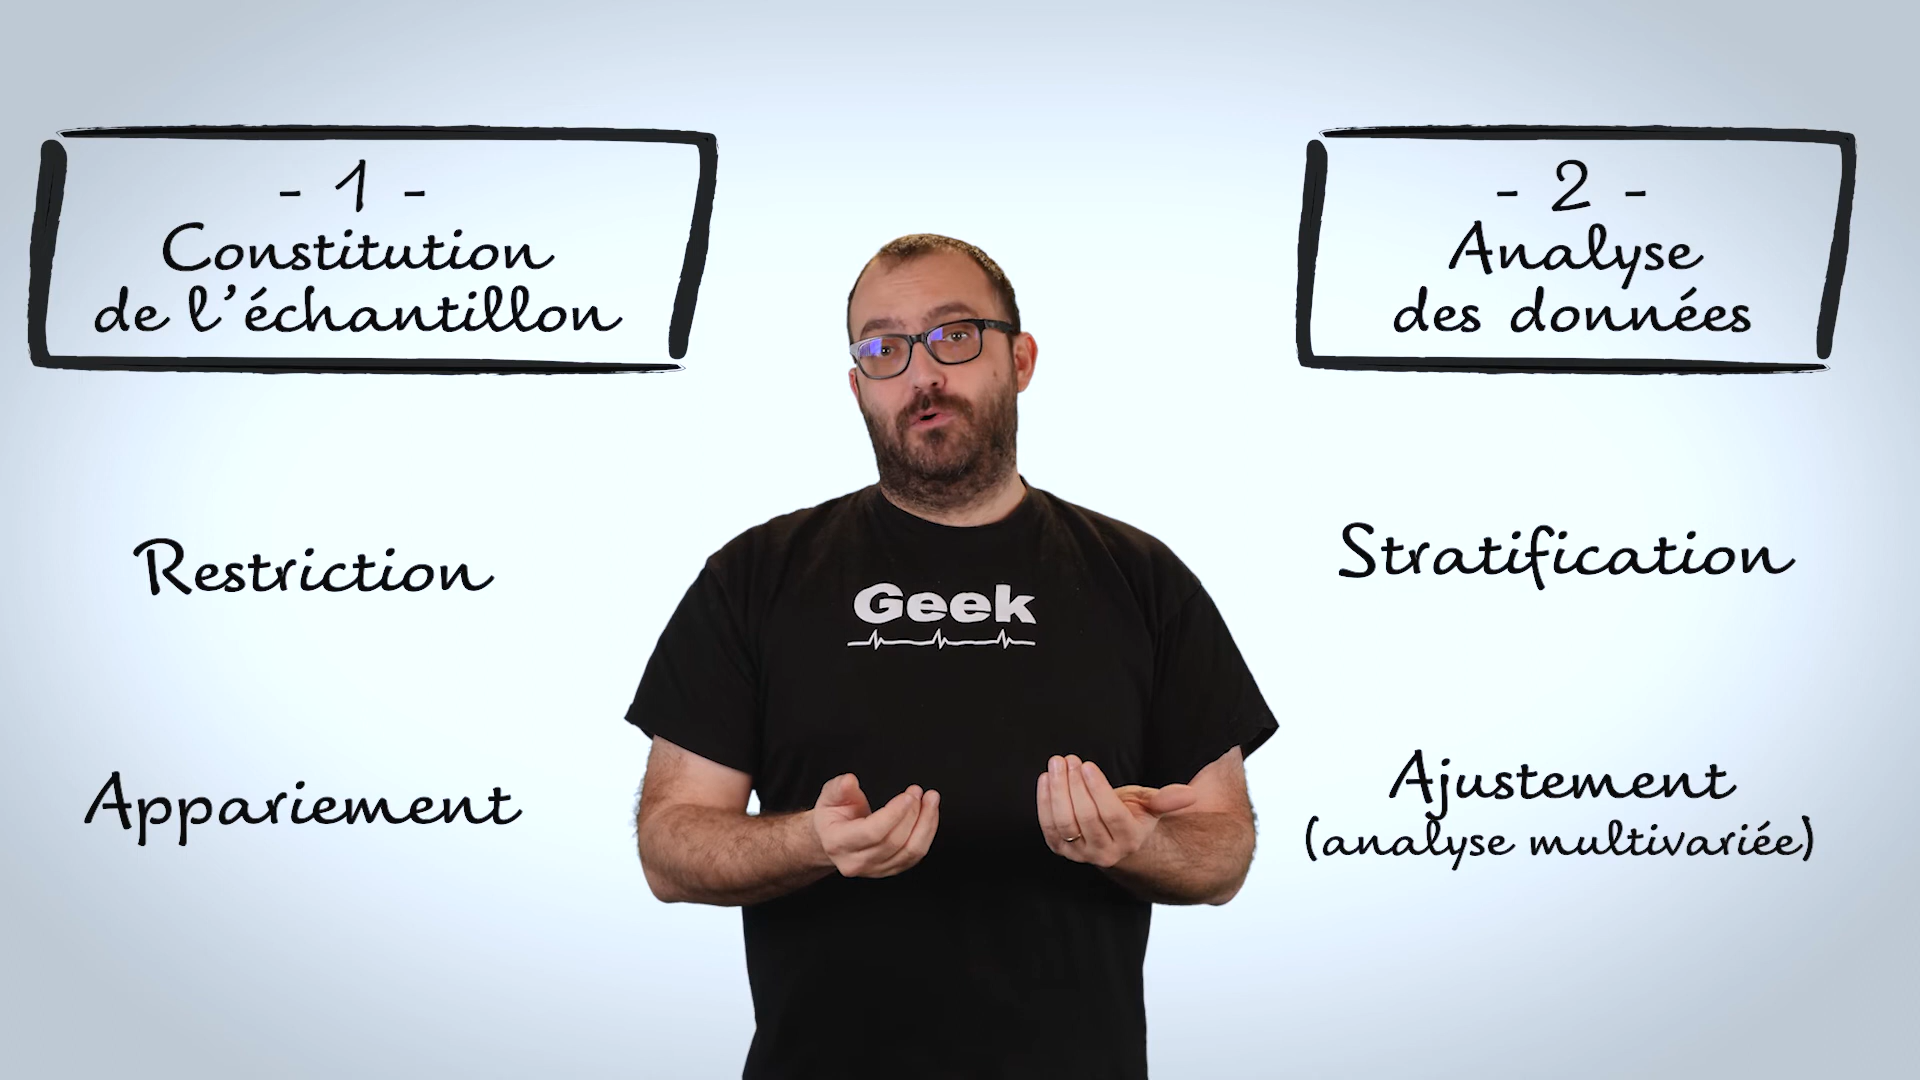 - 1 -
Constitution
de l'échantillon
Restriction
Appariement
Geek
- 2 -
Analyse
des données
Stratification
Ajustement
(analyse multivariée)